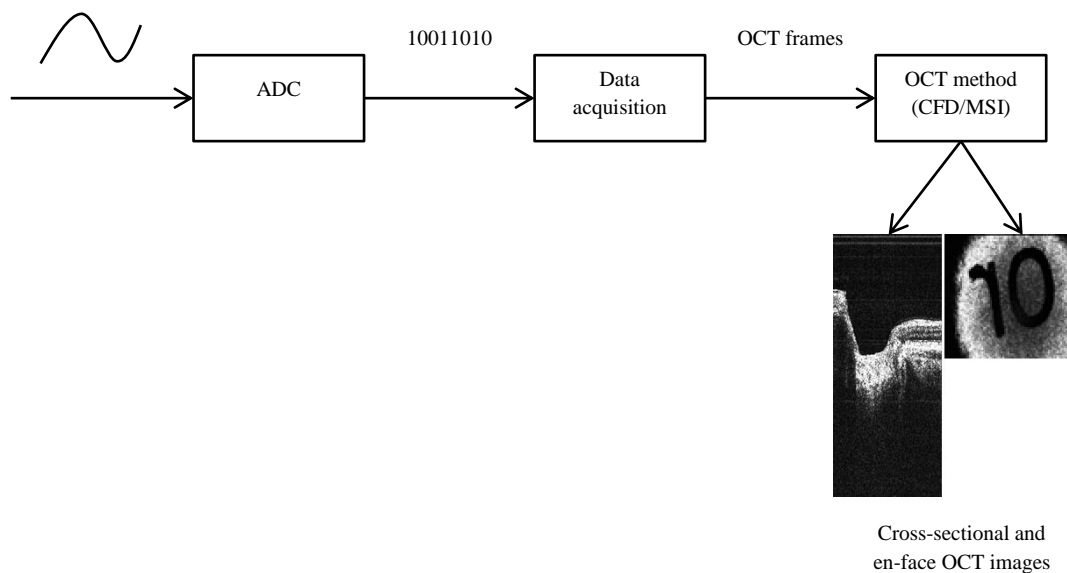 10011010
OCT frames
ADC
Data
acquisition
OCT method
(CFD/MSI)
10
Cross-sectional and
en-face OCT images